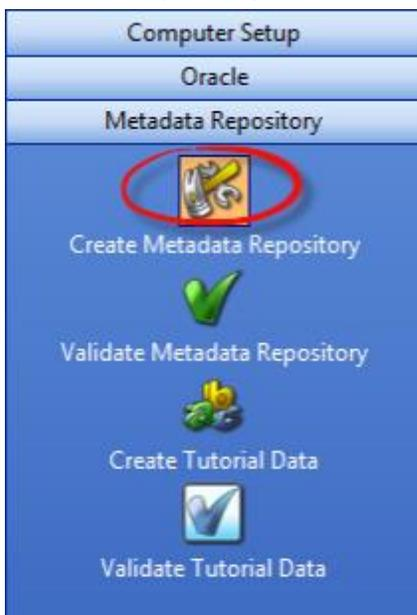 Computer Setup
Oracle
Metadata Repository
Create Metadata Repository
Validate Metadata Repository
Create Tutorial Data
Validate Tutorial Data